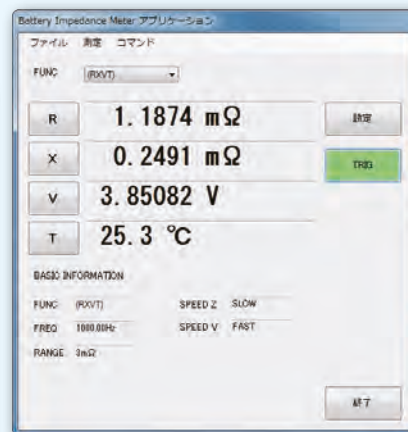 Battery Impedance Meter アプリケーション
ファイル 測定 コマンド
FUNC (RXVT)
R 1.1874 mΩ 設定
X 0.2491 mΩ TRIG
V 3.85082 V
T 25.3 ℃
BASIC INFORMATION
FUNC (RXVT) SPEED Z SLOW
FREQ 1000.00Hz SPEED V FAST
RANGE 3mΩ
終了